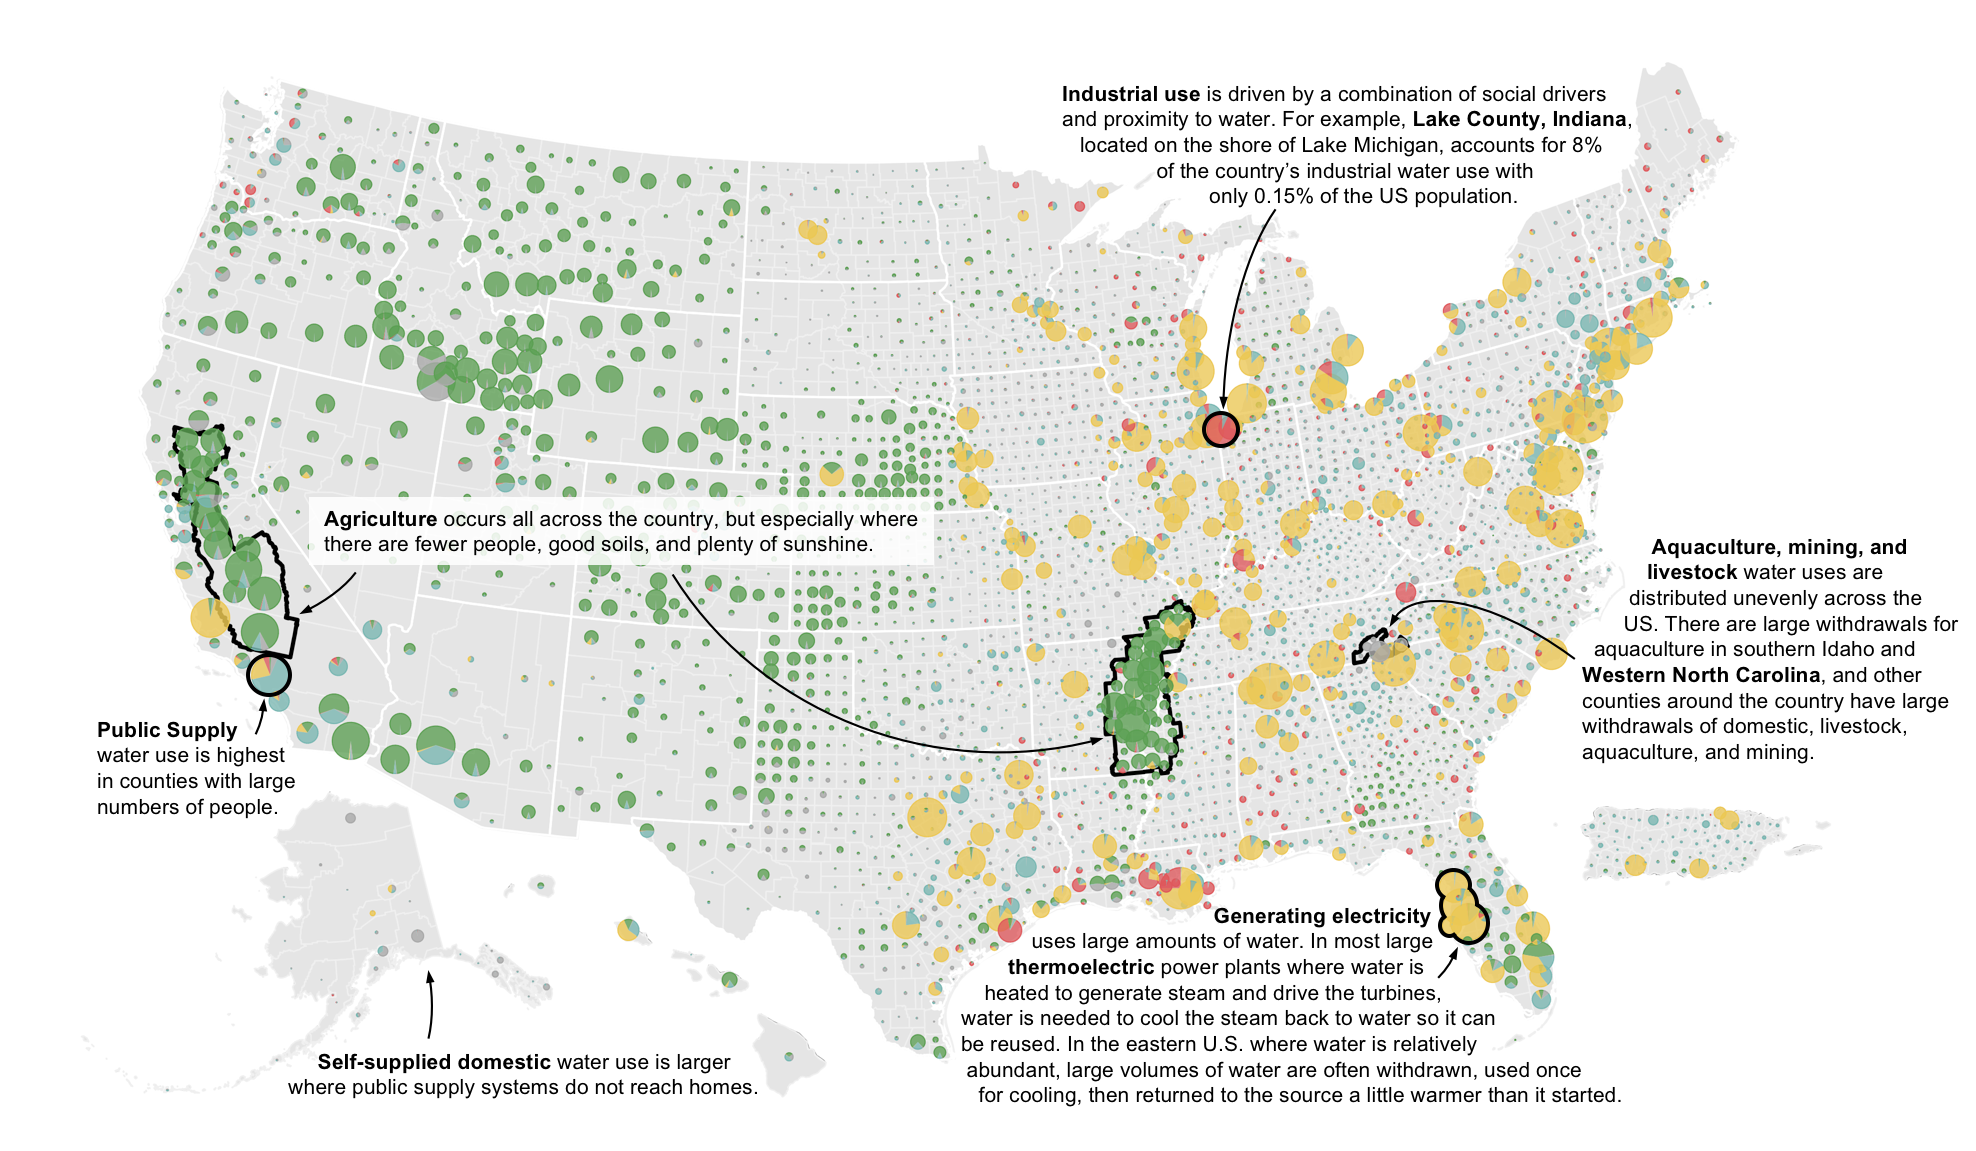 Industrial use is driven by a combination of social drivers
and proximity to water. For example, Lake County, Indiana,
located on the shore of Lake Michigan, accounts for 8%
of the country’s industrial water use with
only 0.15% of the US population.
Agriculture occurs all across the country, but especially where
there are fewer people, good soils, and plenty of sunshine.
Aquaculture, mining, and
livestock water uses are
distributed unevenly across the
US. There are large withdrawals for
aquaculture in southern Idaho and
Western North Carolina, and other
counties around the country have large
withdrawals of domestic, livestock,
aquaculture, and mining.
Public Supply
water use is highest
in counties with large
numbers of people.
Generating electricity
uses large amounts of water. In most large
thermoelectric power plants where water is
heated to generate steam and drive the turbines,
water is needed to cool the steam back to water so it can
be reused. In the eastern U.S. where water is relatively
abundant, large volumes of water are often withdrawn, used once
for cooling, then returned to the source a little warmer than it started.
Self-supplied domestic water use is larger
where public supply systems do not reach homes.